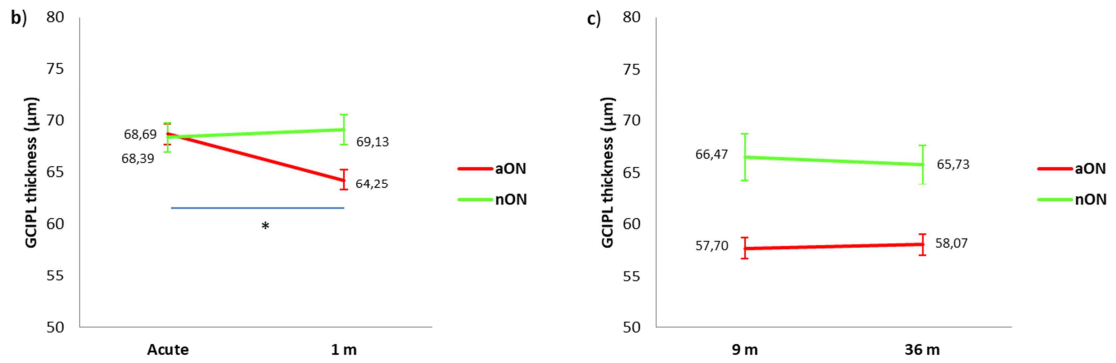 b)
GCIPL thickness (µm)
80
75
70
65
60
55
50
68,69
68,39
69,13
64,25
*
Acute
1 m
aON
nON
c)
GCIPL thickness (µm)
80
75
70
65
60
55
50
66,47
65,73
57,70
58,07
9 m
36 m
aON
nON